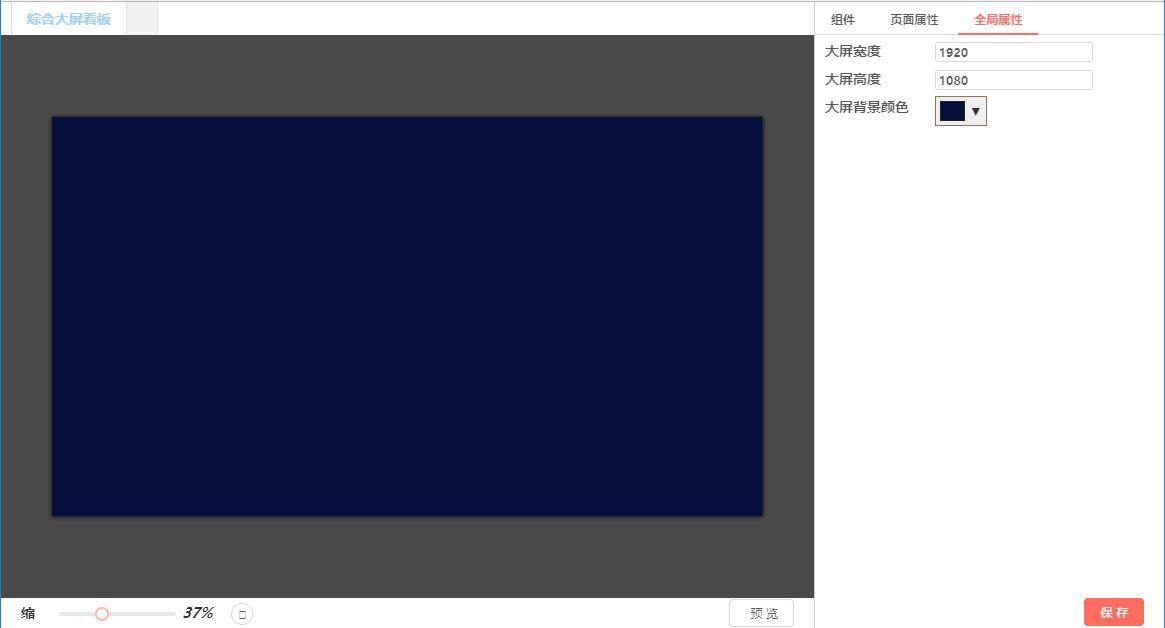 综合大屏看板
组件 页面属性 全局属性
大屏宽度 1920
大屏高度 1080
大屏背景颜色
缩 37% 预览
保存